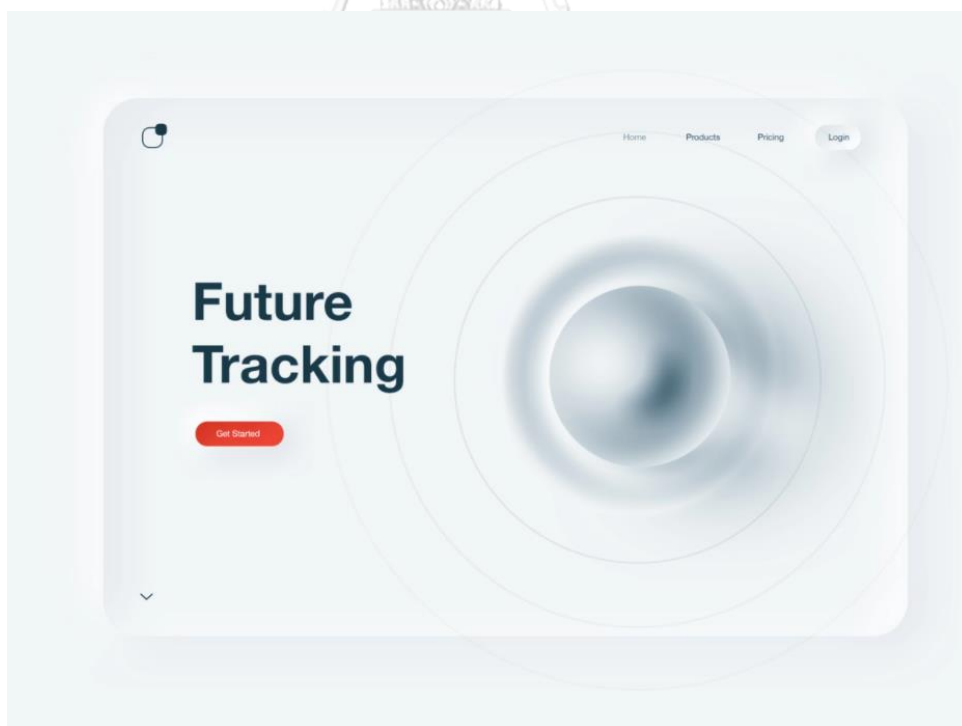 Home
Products
Pricing
Login
Future
Tracking
Get Started